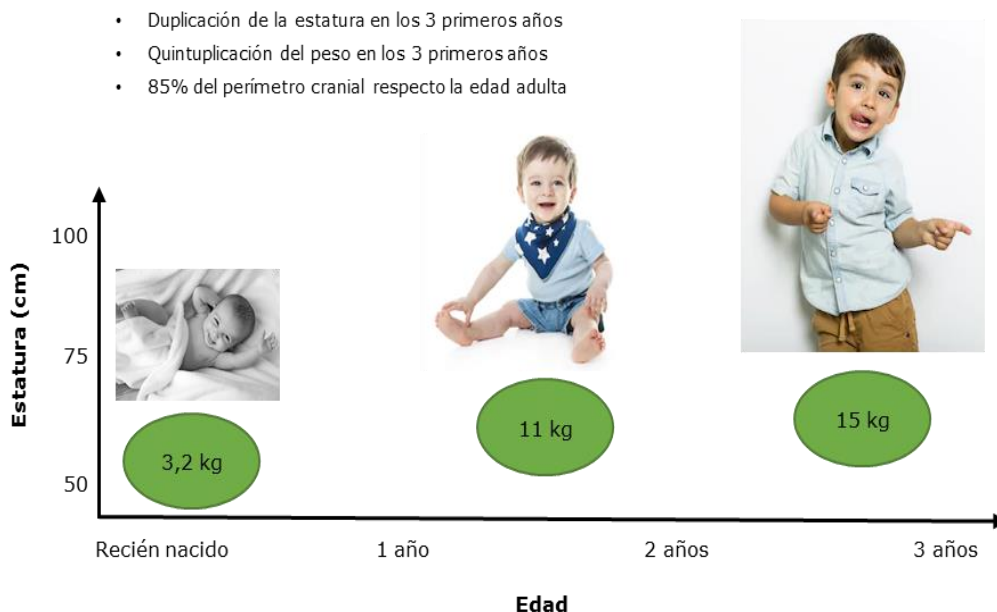 • Duplicación de la estatura en los 3 primeros años
• Quintuplicación del peso en los 3 primeros años
• 85% del perímetro cranial respecto la edad adulta
Estatura (cm)
100
75
50
3,2 kg
11 kg
15 kg
Recién nacido
1 año
2 años
3 años
Edad